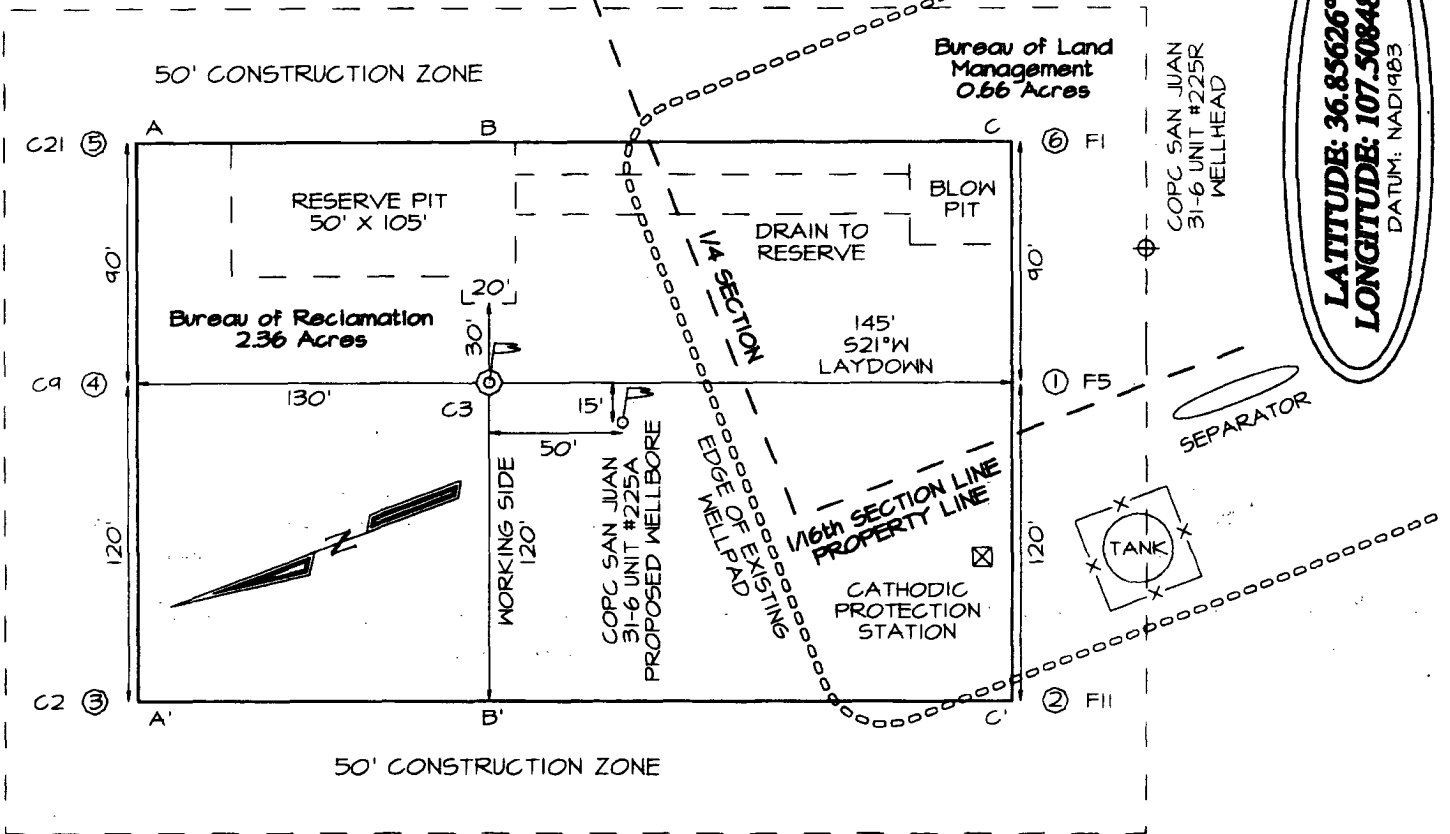 50' CONSTRUCTION ZONE
Bureau of Land
Management
0.66 Acres
COPC SAN JUAN
31-6 UNIT #225R
WELLHEAD
LATITUDE: 36.85626°
LONGITUDE: 107.50848
DATUM: NAD1983
A
B
C
C21 5
6 F1
RESERVE PIT
50' X 105'
BLOW
PIT
DRAIN TO
RESERVE
90'
90'
1/4 SECTION
20'
30'
Bureau of Reclamation
2.36 Acres
145'
S21°W
LAYDOWN
C9 4
1 F5
130'
C3
15'
50'
SEPARATOR
WORKING SIDE
120'
COPC SAN JUAN
31-6 UNIT #225A
PROPOSED WELLBORE
EDGE OF EXISTING
WELLPAD
1/16th SECTION LINE
PROPERTY LINE
N
120'
120'
TANK
X
X
X
X
CATHODIC
PROTECTION
STATION
C2 3
2 F11
A'
B'
C'
50' CONSTRUCTION ZONE